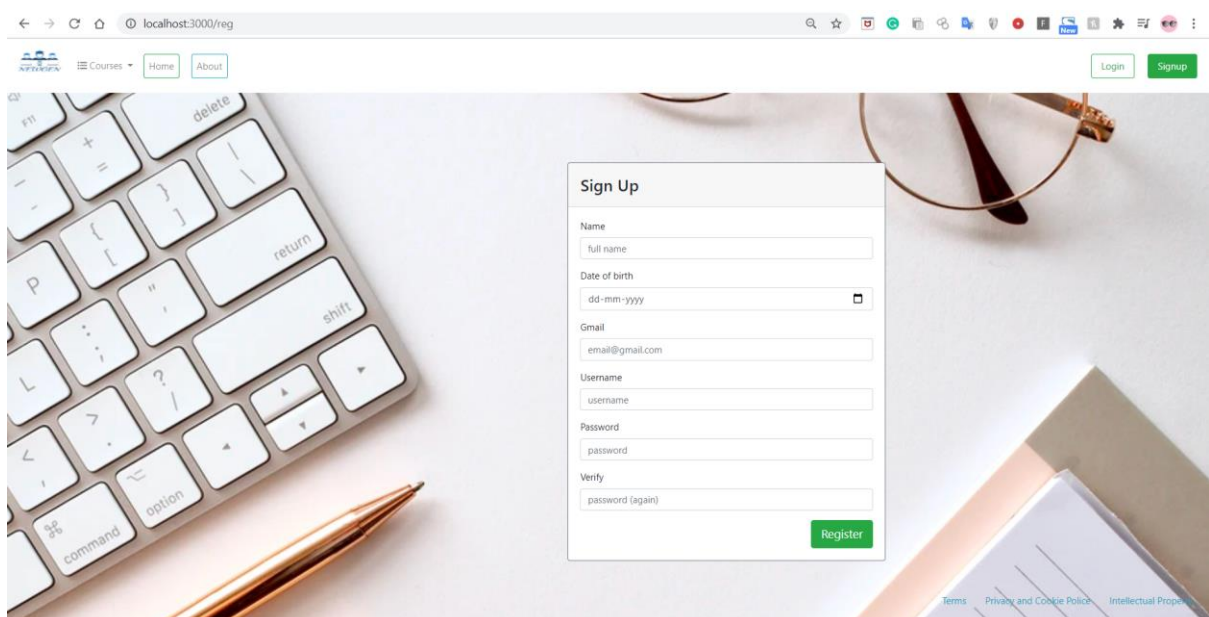 localhost:3000/reg
New
Courses Home About Login Signup
Sign Up
Name
full name
Date of birth
dd-mm-yyyy
Gmail
email@gmail.com
Username
username
Password
password
Verify
password (again)
Register
Terms Privacy and Cookie Police Intellectual Property
F11
delete
+
=
-
}
]
{
[
return
P
"
'
:
;
shift
L
?
/
>
.
<
,
option
⌘
command